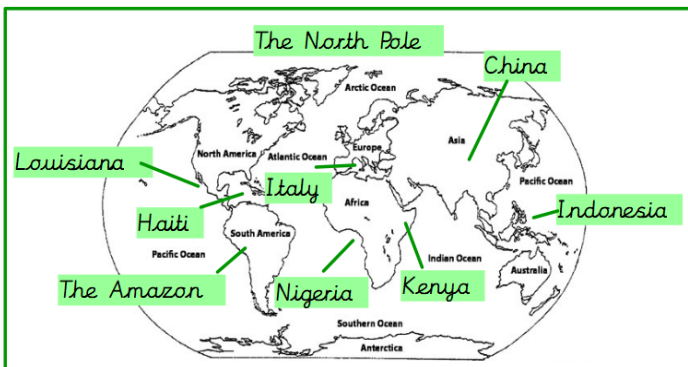 The North Pole
China
Arctic Ocean
Europe
Asia
North America
Atlantic Ocean
Louisiana
Italy
Pacific Ocean
Haiti
Africa
Indonesia
South America
Pacific Ocean
Indian Ocean
Australia
The Amazon
Nigeria
Kenya
Southern Ocean
Anterctica